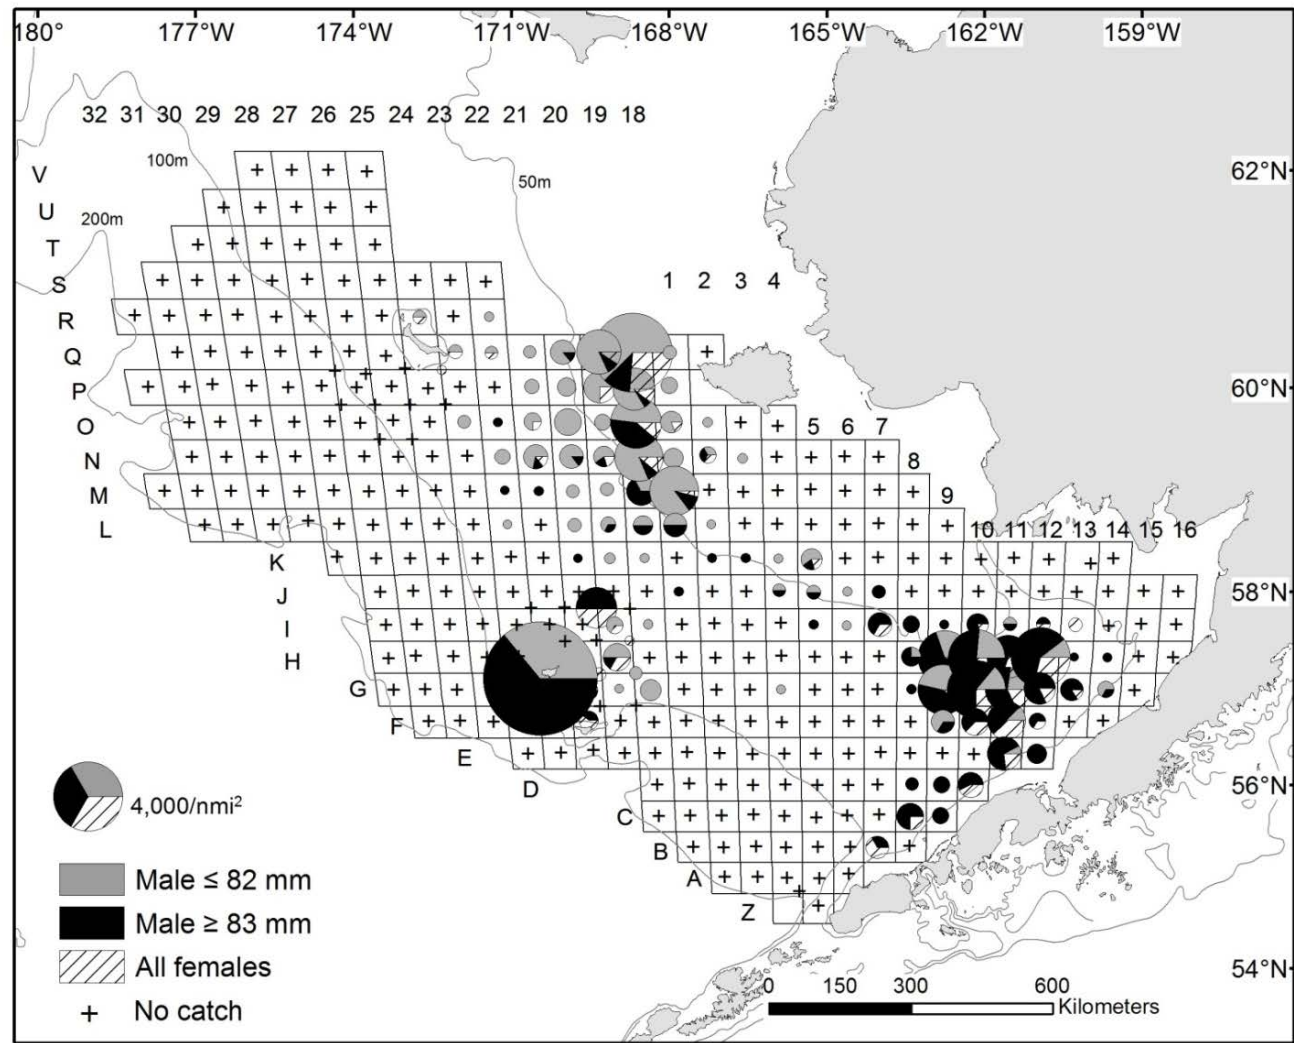 180° 177°W 174°W 171°W 168°W 165°W 162°W 159°W
32 31 30 29 28 27 26 25 24 23 22 21 20 19 18
100m
62°N
V
50m
U
200m
T
S
1 2 3 4
R
Q
P
60°N
O
5 6 7
N
8
M
9
L
10 11 12 13 14 15 16
K
J
58°N
I
H
G
F
E
56°N
D
4,000/nmi²
C
B
Male ≤ 82 mm
A
Male ≥ 83 mm
Z
All females
54°N
No catch
0 150 300 600
Kilometers